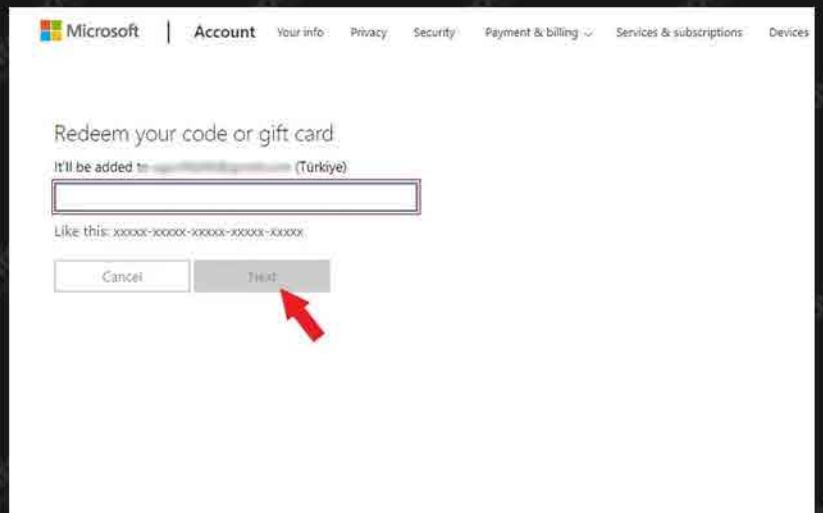 Microsoft | Account Your info Privacy Security Payment & billing Services & subscriptions Devices
Redeem your code or gift card
It'll be added to (Türkiye)
Like this: xxxxx-xxxxx-xxxxx-xxxxx-xxxxx
Cancel Next